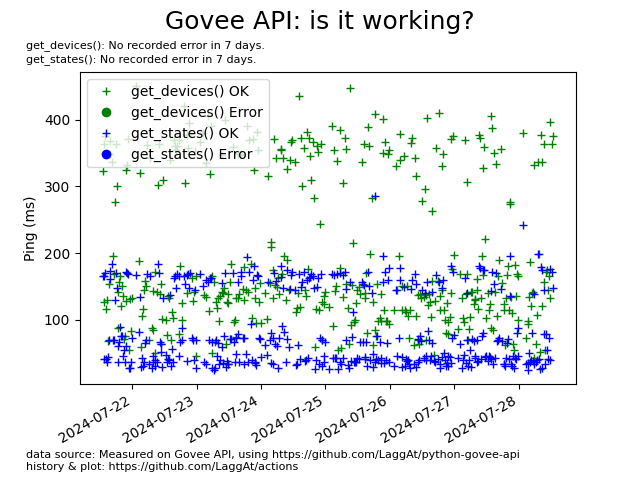 Govee API: is it working?
get_devices(): No recorded error in 7 days.
get_states(): No recorded error in 7 days.
get_devices() OK
get_devices() Error
get_states() OK
get_states() Error
Ping (ms)
400
300
200
100
2024-07-22
2024-07-23
2024-07-24
2024-07-25
2024-07-26
2024-07-27
2024-07-28
data source: Measured on Govee API, using https://github.com/LaggAt/python-govee-api
history & plot: https://github.com/LaggAt/actions